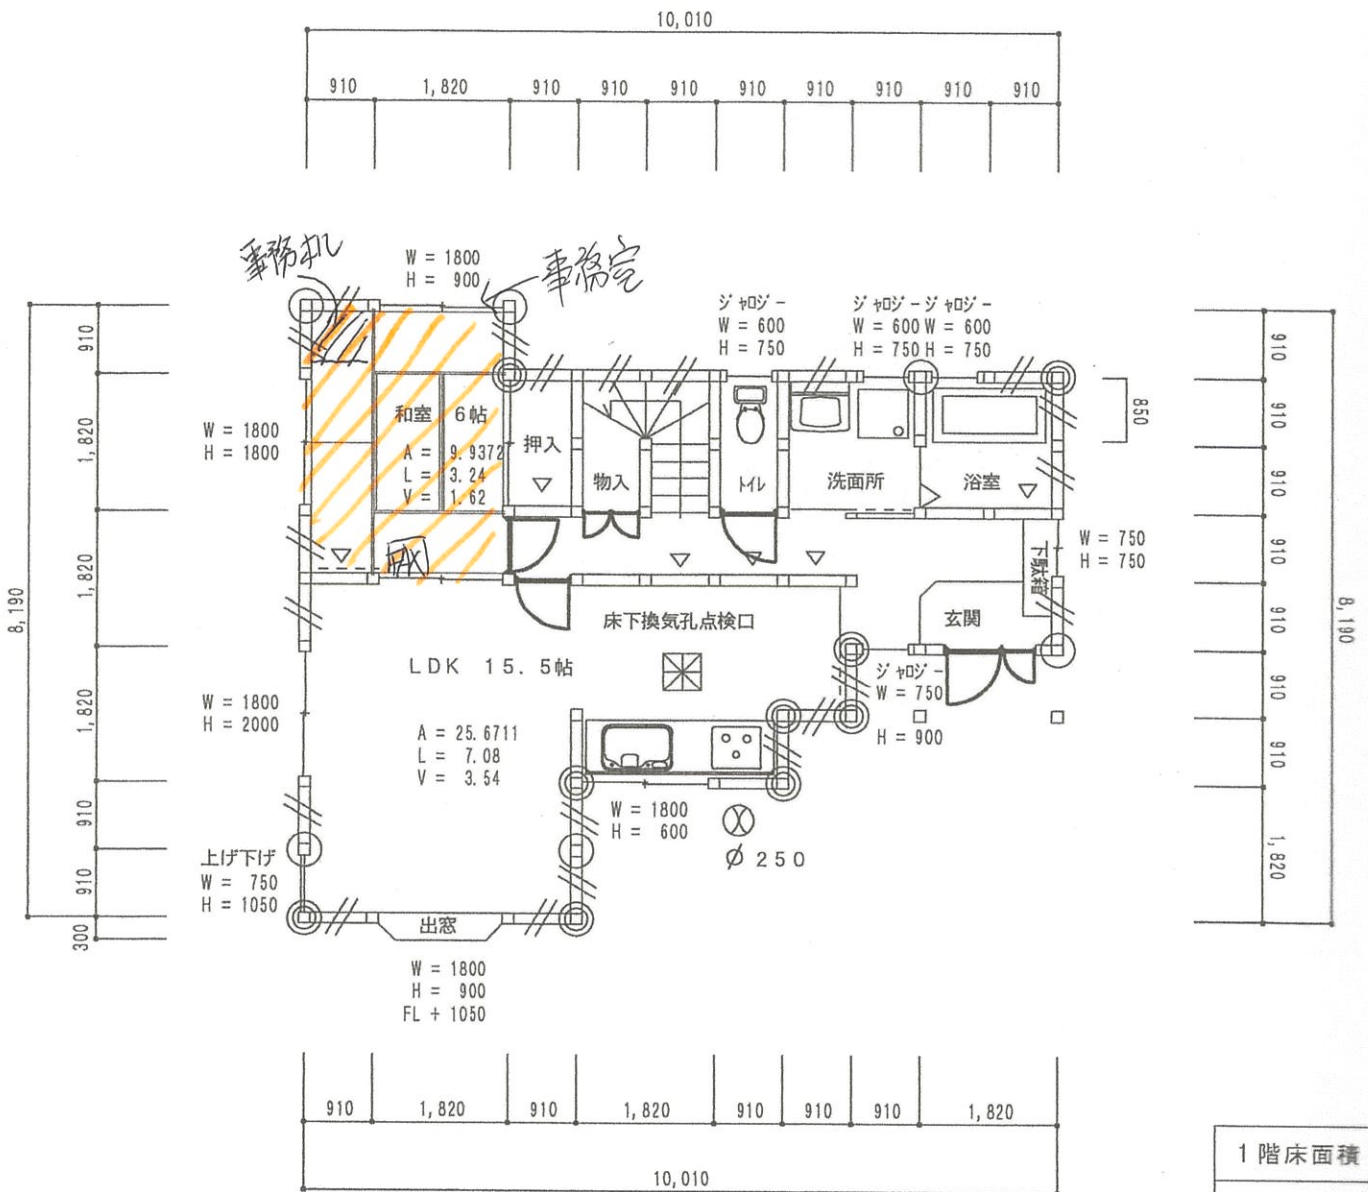 10,010
910 1,820 910 910 910 910 910 910 910 910
事務机
W = 1800
H = 900
事務室
ジャロジー
W = 600
H = 750
ジャロジー ジャロジー
W = 600 W = 600
H = 750 H = 750
8,190
910
1,820
1,820
1,820
910
910
300
W = 1800
H = 1800
和室 6帖
A = 9.9372
L = 3.24
V = 1.62
FAX
押入
物入
トイレ
洗面所
浴室
850
W = 750
H = 750
下駄箱
玄関
床下換気孔点検口
LDK 15.5帖
A = 25.6711
L = 7.08
V = 3.54
W = 1800
H = 2000
ジャロジー
W = 750
H = 900
W = 1800
H = 600
Ø 250
上げ下げ
W = 750
H = 1050
出窓
W = 1800
H = 900
FL + 1050
910
910
910
910
910
910
910
1,820
8,190
910 1,820 910 1,820 910 910 910 1,820
10,010
1階床面積